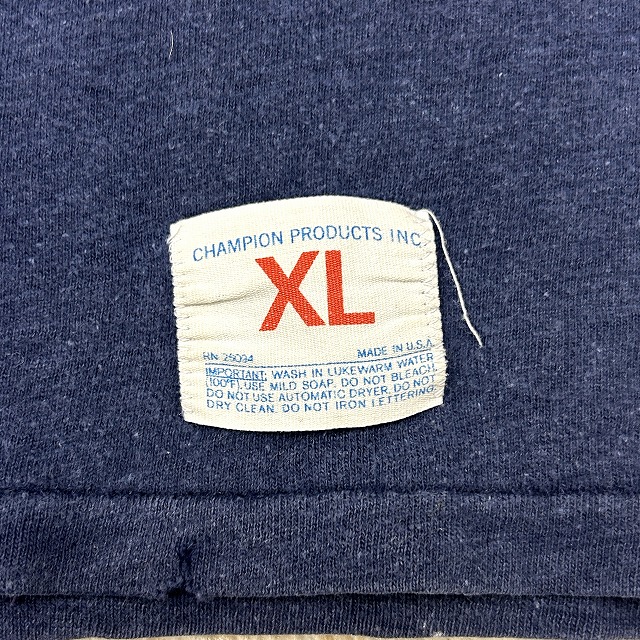 CHAMPION PRODUCTS INC
XL
RN 26094 MADE IN U.S.A
IMPORTANT: WASH IN LUKEWARM WATER
(100°F). USE MILD SOAP. DO NOT BLEACH.
DO NOT USE AUTOMATIC DRYER. DO NOT
DRY CLEAN. DO NOT IRON LETTERING.